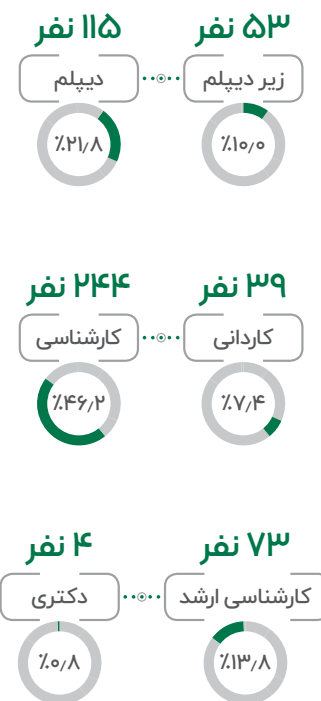 ۵۳ نفر ۱۱۵ نفر
زیر دیپلم دیپلم
٪۱۰٫۰ ٪۲۱٫۸
۳۹ نفر ۲۴۴ نفر
کاردانی کارشناسی
٪۷٫۴ ٪۴۶٫۲
۷۳ نفر ۴ نفر
کارشناسی ارشد دکتری
٪۱۳٫۸ ٪۰٫۸